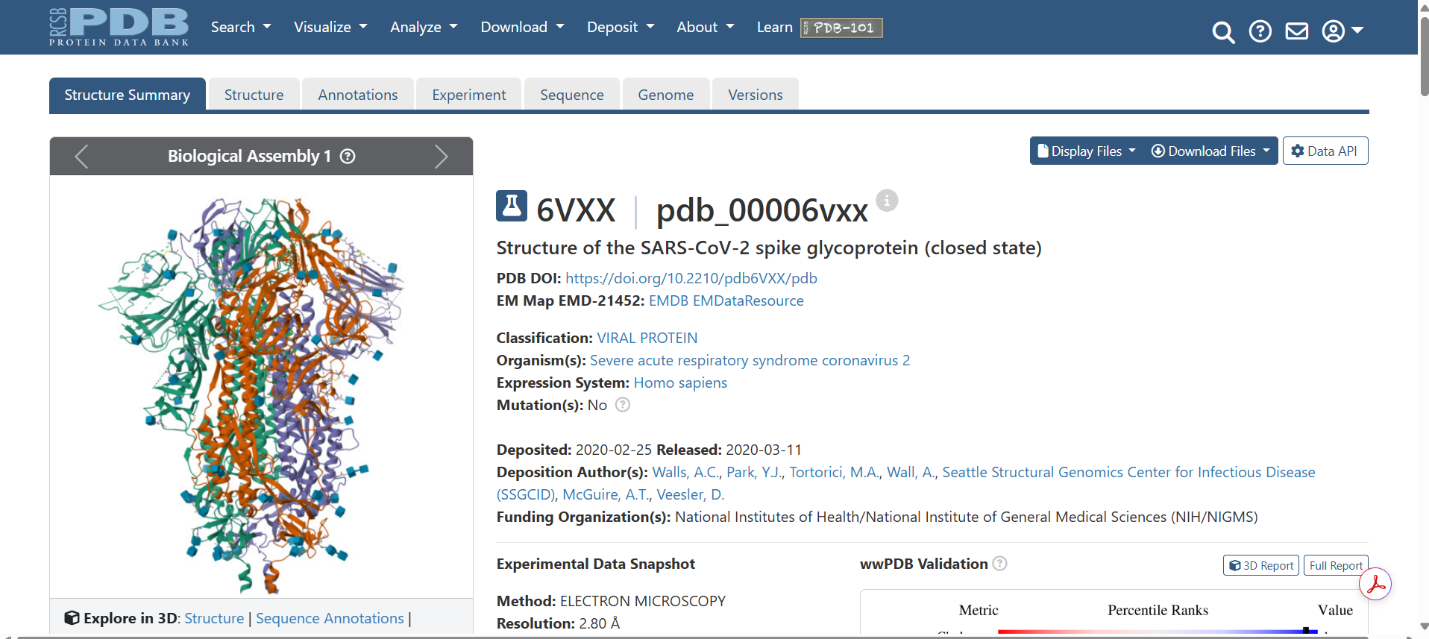 RCSB PDB
PROTEIN DATA BANK
Search Visualize Analyze Download Deposit About Learn RCSB PDB-101
Structure Summary Structure Annotations Experiment Sequence Genome Versions
Biological Assembly 1 ?
Display Files Download Files Data API
6VXX | pdb_00006vxx i
Structure of the SARS-CoV-2 spike glycoprotein (closed state)
PDB DOI: https://doi.org/10.2210/pdb6VXX/pdb
EM Map EMD-21452: EMDB EMDataResource
Classification: VIRAL PROTEIN
Organism(s): Severe acute respiratory syndrome coronavirus 2
Expression System: Homo sapiens
Mutation(s): No ?
Deposited: 2020-02-25 Released: 2020-03-11
Deposition Author(s): Walls, A.C., Park, Y.J., Tortorici, M.A., Wall, A., Seattle Structural Genomics Center for Infectious Disease
(SSGCID), McGuire, A.T., Veesler, D.
Funding Organization(s): National Institutes of Health/National Institute of General Medical Sciences (NIH/NIGMS)
Experimental Data Snapshot
Method: ELECTRON MICROSCOPY
Resolution: 2.80 Å
wwPDB Validation ? 3D Report Full Report
Metric Percentile Ranks Value
Explore in 3D: Structure | Sequence Annotations |